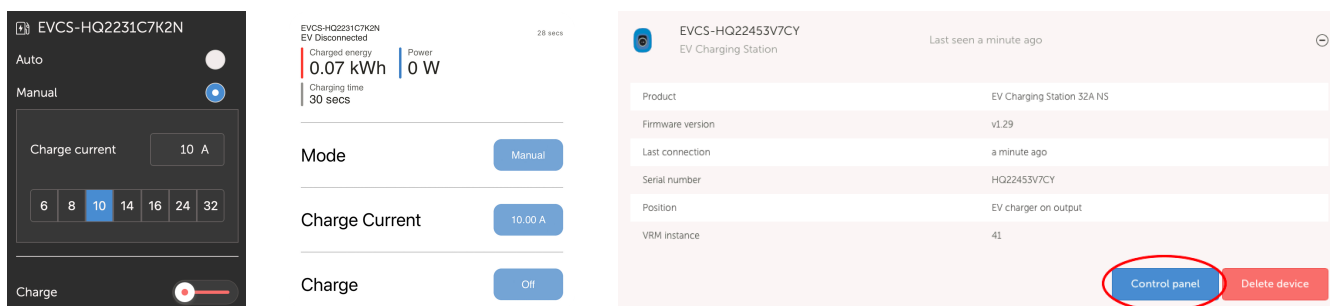 EVCS-HQ2231C7K2N
Auto
Manual
Charge current 10 A
6 8 10 14 16 24 32
Charge
EVCS-HQ2231C7K2N
EV Disconnected
28 secs
Charged energy Power
0.07 kWh 0 W
Charging time
30 secs
Mode Manual
Charge Current 10.00 A
Charge Off
EVCS-HQ22453V7CY
EV Charging Station
Last seen a minute ago
Product EV Charging Station 32A NS
Firmware version v1.29
Last connection a minute ago
Serial number HQ22453V7CY
Position EV charger on output
VRM instance 41
Control panel Delete device